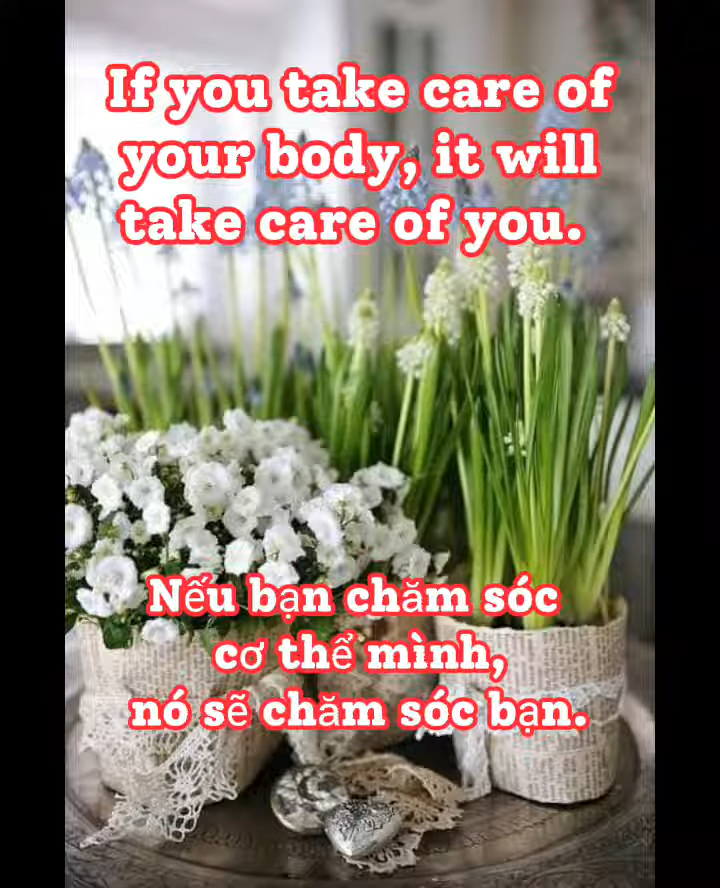 If you take care of
your body, it will
take care of you.
Nếu bạn chăm sóc
cơ thể mình,
nó sẽ chăm sóc bạn.